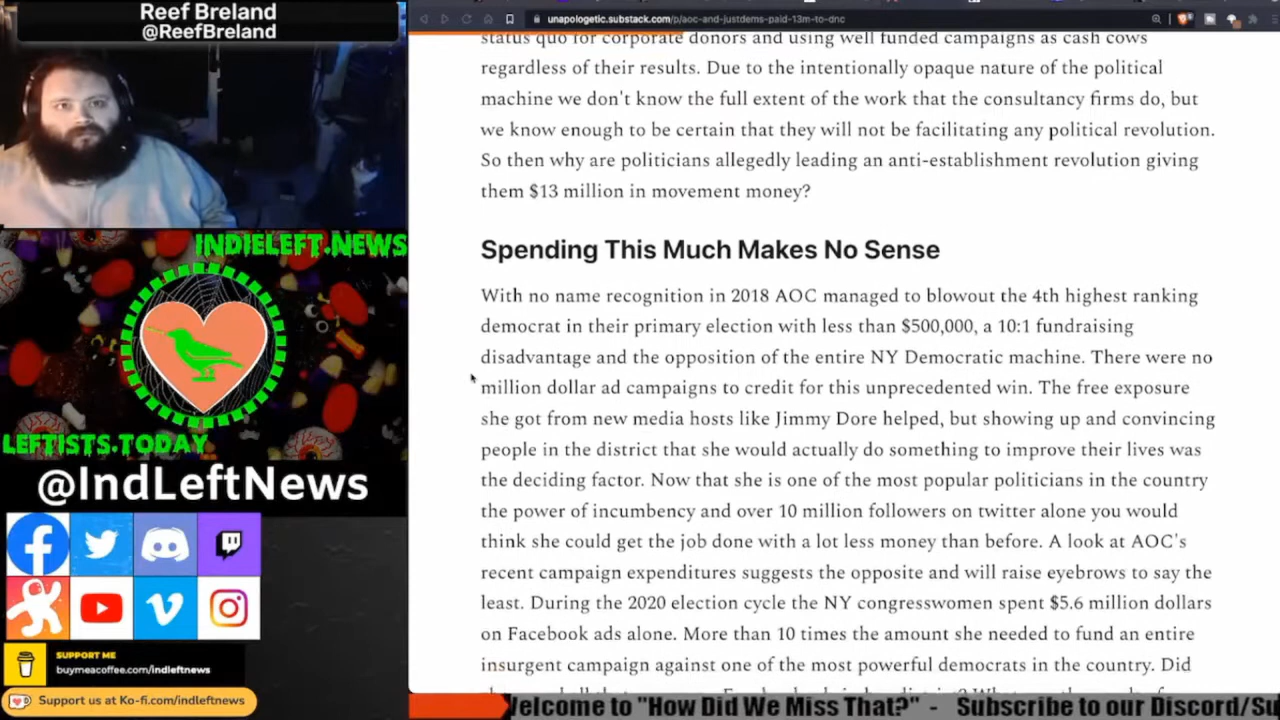 Reef Breland
@ReefBreland
INDIELEFT.NEWS
LEFTISTS.TODAY
@IndLeftNews
SUPPORT ME
buymeacoffee.com/indleftnews
Support us at Ko-fi.com/indleftnews
unapologetic.substack.com/p/aoc-and-justdems-paid-13m-to-dnc
status quo for corporate donors and using well funded campaigns as cash cows
regardless of their results. Due to the intentionally opaque nature of the political
machine we don't know the full extent of the work that the consultancy firms do, but
we know enough to be certain that they will not be facilitating any political revolution.
So then why are politicians allegedly leading an anti-establishment revolution giving
them $13 million in movement money?
Spending This Much Makes No Sense
With no name recognition in 2018 AOC managed to blowout the 4th highest ranking
democrat in their primary election with less than $500,000, a 10:1 fundraising
disadvantage and the opposition of the entire NY Democratic machine. There were no
million dollar ad campaigns to credit for this unprecedented win. The free exposure
she got from new media hosts like Jimmy Dore helped, but showing up and convincing
people in the district that she would actually do something to improve their lives was
the deciding factor. Now that she is one of the most popular politicians in the country
the power of incumbency and over 10 million followers on twitter alone you would
think she could get the job done with a lot less money than before. A look at AOC's
recent campaign expenditures suggests the opposite and will raise eyebrows to say the
least. During the 2020 election cycle the NY congresswomen spent $5.6 million dollars
on Facebook ads alone. More than 10 times the amount she needed to fund an entire
insurgent campaign against one of the most powerful democrats in the country. Did
Welcome to "How Did We Miss That?" - Subscribe to our Discord/Su